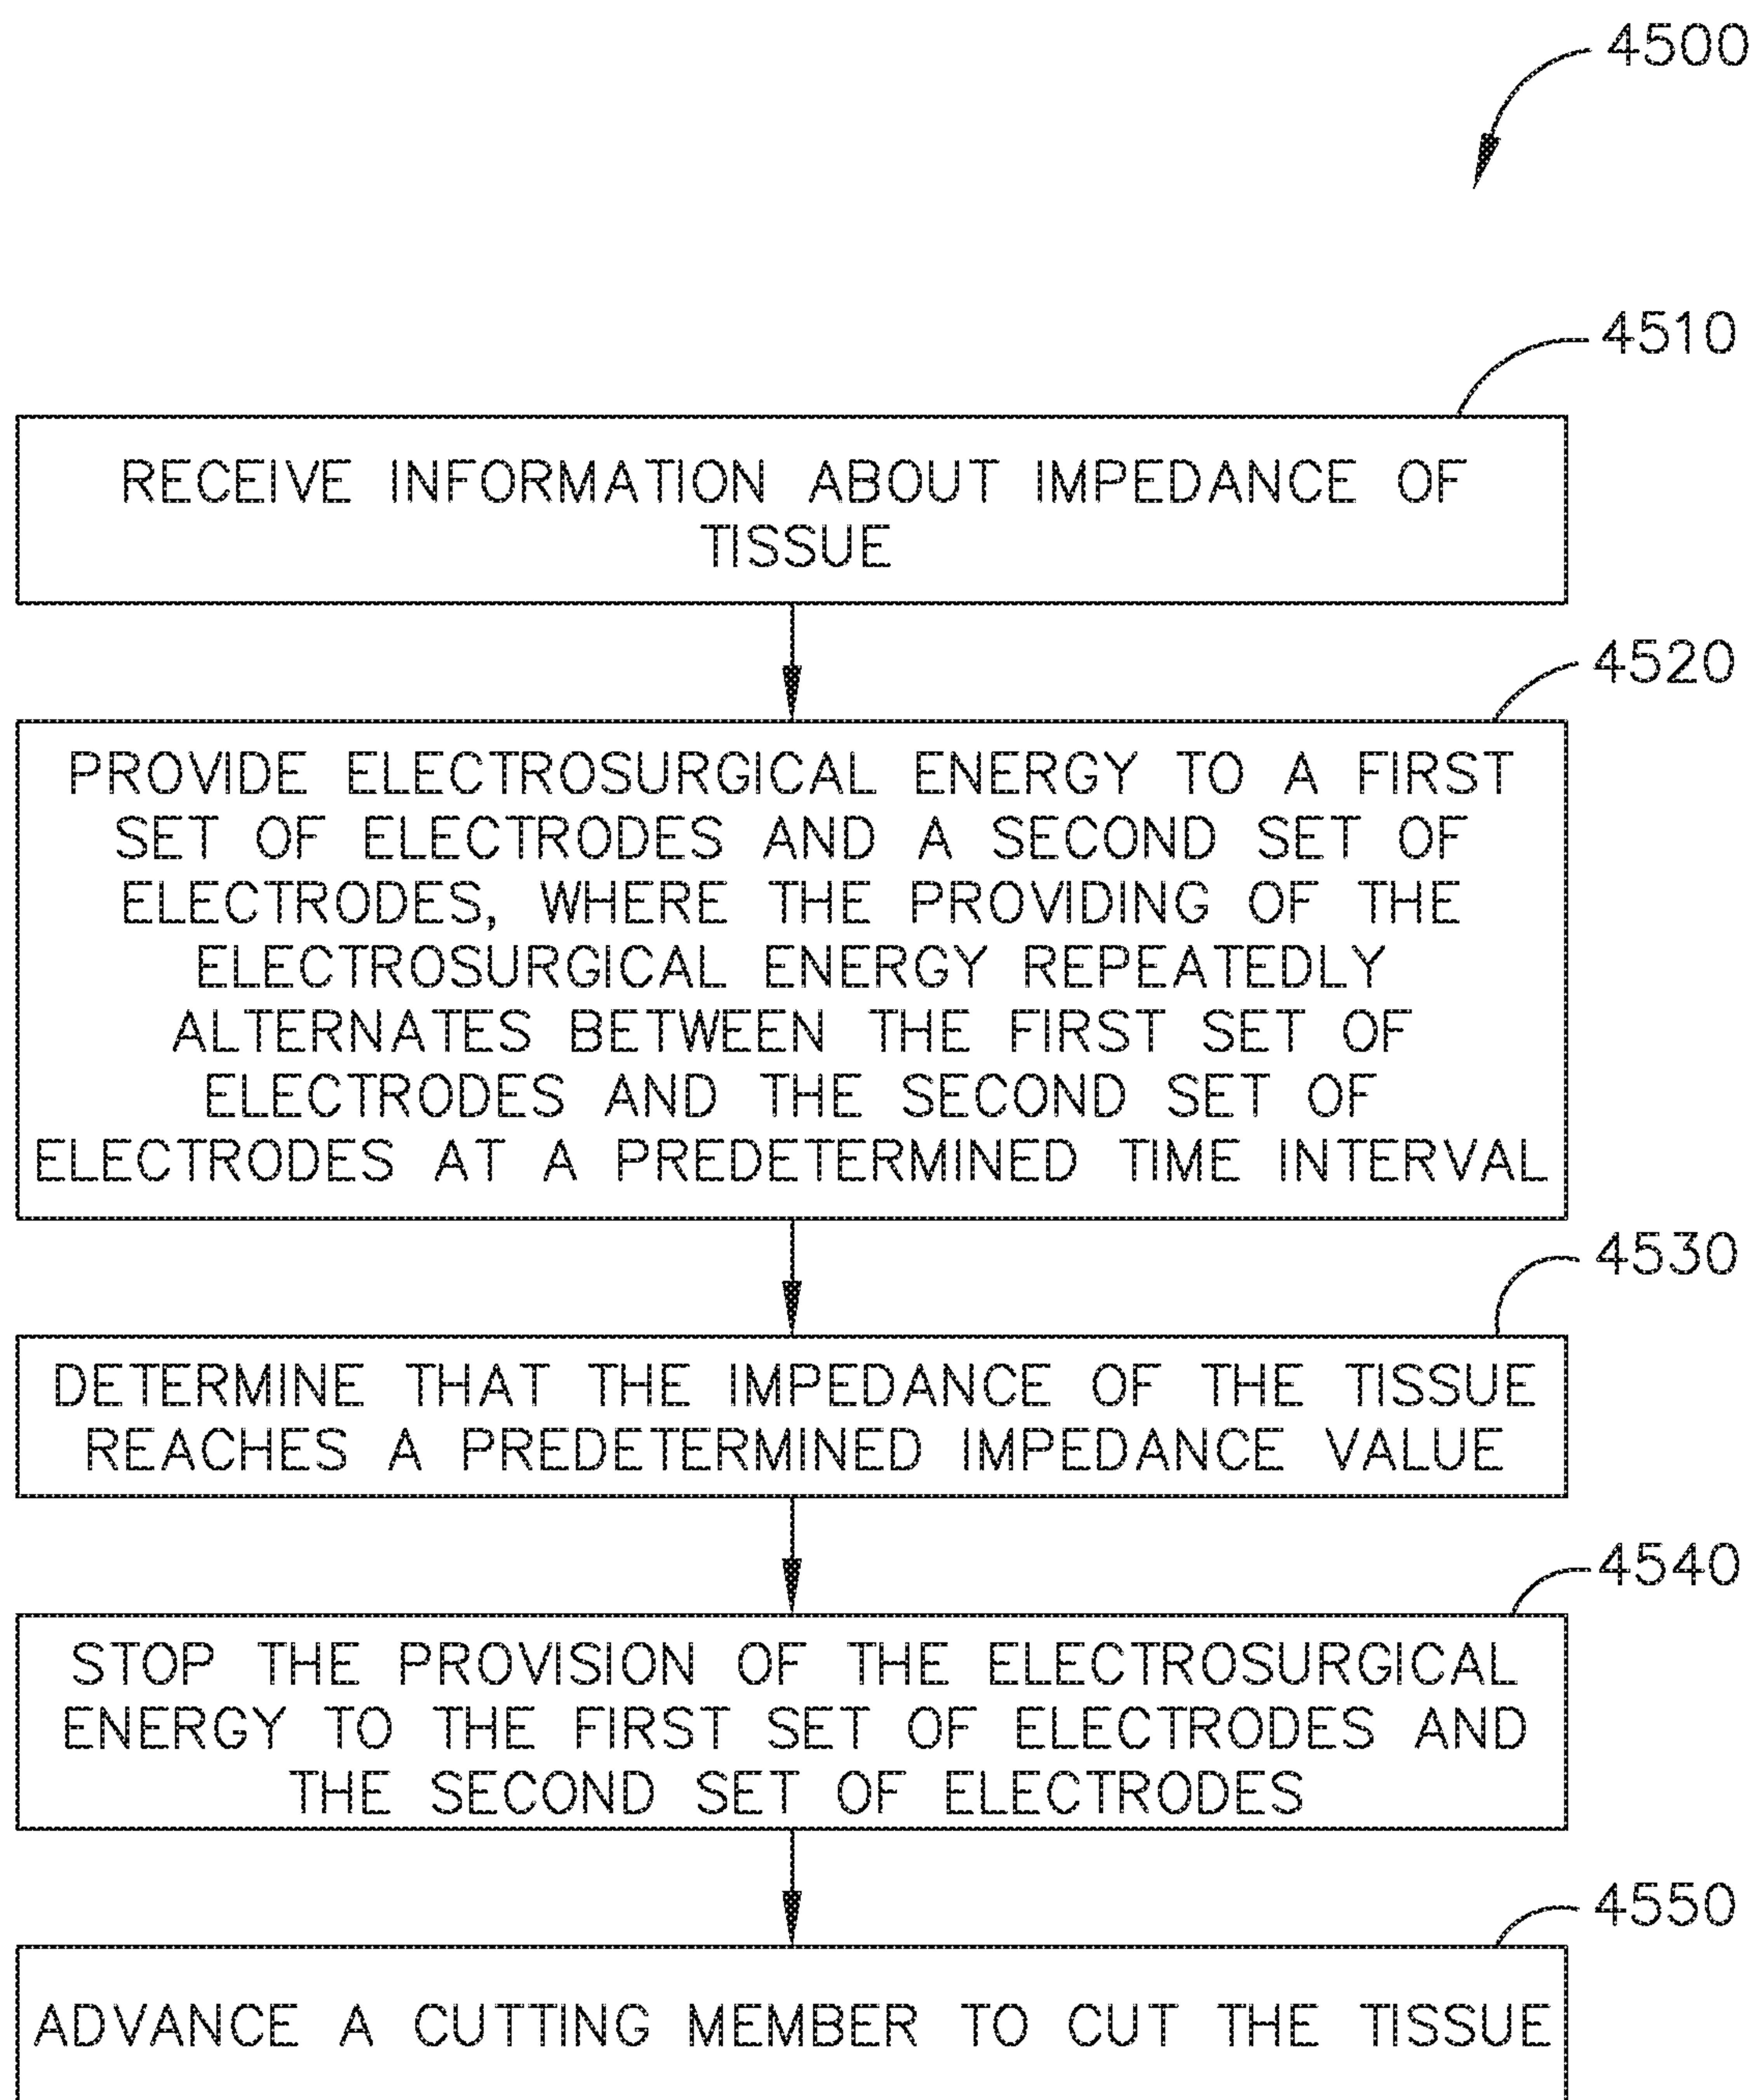 4500
4510
RECEIVE INFORMATION ABOUT IMPEDANCE OF
TISSUE
4520
PROVIDE ELECTROSURGICAL ENERGY TO A FIRST
SET OF ELECTRODES AND A SECOND SET OF
ELECTRODES, WHERE THE PROVIDING OF THE
ELECTROSURGICAL ENERGY REPEATEDLY
ALTERNATES BETWEEN THE FIRST SET OF
ELECTRODES AND THE SECOND SET OF
ELECTRODES AT A PREDETERMINED TIME INTERVAL
4530
DETERMINE THAT THE IMPEDANCE OF THE TISSUE
REACHES A PREDETERMINED IMPEDANCE VALUE
4540
STOP THE PROVISION OF THE ELECTROSURGICAL
ENERGY TO THE FIRST SET OF ELECTRODES AND
THE SECOND SET OF ELECTRODES
4550
ADVANCE A CUTTING MEMBER TO CUT THE TISSUE